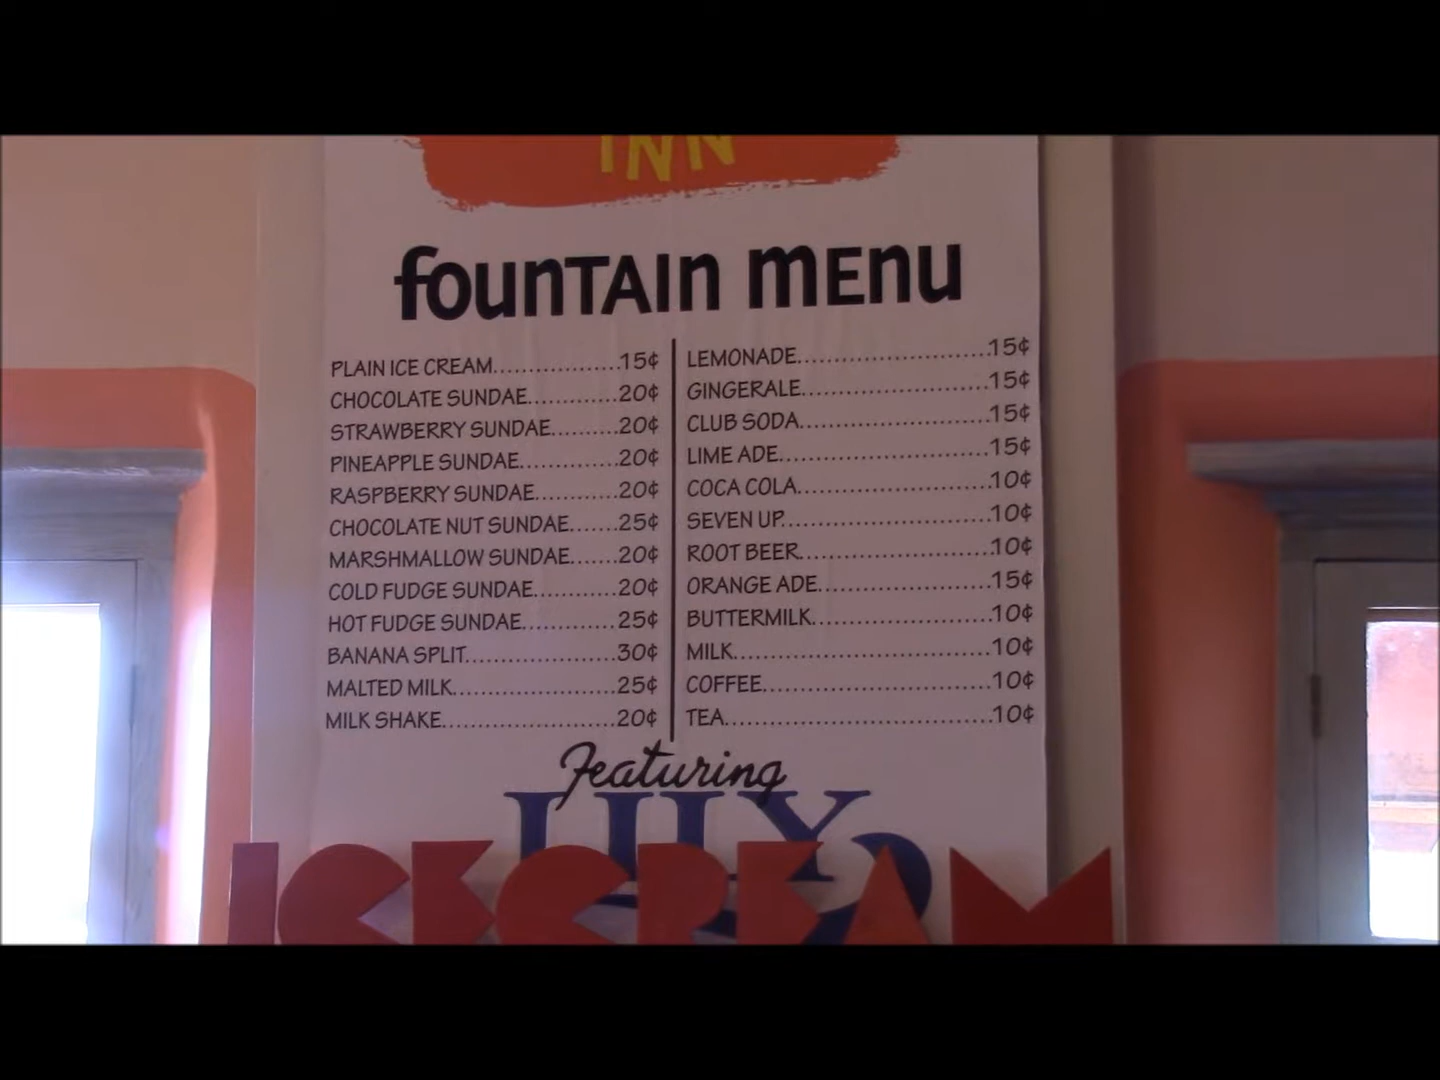 INN
fountain menu
PLAIN ICE CREAM...................15¢
CHOCOLATE SUNDAE.............20¢
STRAWBERRY SUNDAE..........20¢
PINEAPPLE SUNDAE..............20¢
RASPBERRY SUNDAE............20¢
CHOCOLATE NUT SUNDAE.......25¢
MARSHMALLOW SUNDAE.......20¢
COLD FUDGE SUNDAE............20¢
HOT FUDGE SUNDAE..............25¢
BANANA SPLIT.......................30¢
MALTED MILK.........................25¢
MILK SHAKE..........................20¢
LEMONADE.............................15¢
GINGERALE............................15¢
CLUB SODA............................15¢
LIME ADE................................15¢
COCA COLA............................10¢
SEVEN UP...............................10¢
ROOT BEER............................10¢
ORANGE ADE.........................15¢
BUTTERMILK..........................10¢
MILK......................................10¢
COFFEE..................................10¢
TEA........................................10¢
Featuring
LILY
ICE CREAM